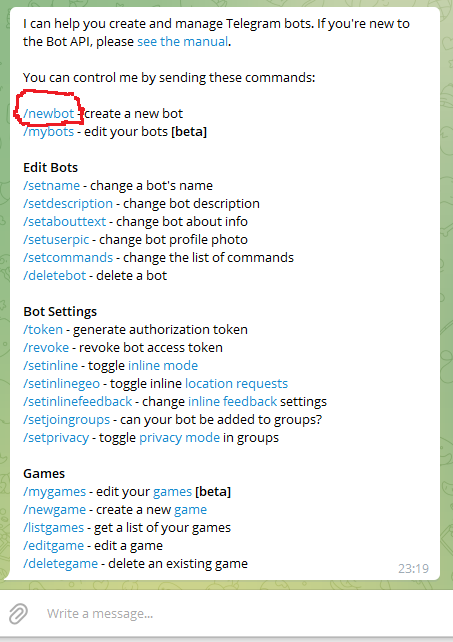 I can help you create and manage Telegram bots. If you're new to
the Bot API, please see the manual.
You can control me by sending these commands:
/newbot - create a new bot
/mybots - edit your bots [beta]
Edit Bots
/setname - change a bot's name
/setdescription - change bot description
/setabouttext - change bot about info
/setuserpic - change bot profile photo
/setcommands - change the list of commands
/deletebot - delete a bot
Bot Settings
/token - generate authorization token
/revoke - revoke bot access token
/setinline - toggle inline mode
/setinlinegeo - toggle inline location requests
/setinlinefeedback - change inline feedback settings
/setjoingroups - can your bot be added to groups?
/setprivacy - toggle privacy mode in groups
Games
/mygames - edit your games [beta]
/newgame - create a new game
/listgames - get a list of your games
/editgame - edit a game
/deletegame - delete an existing game
23:19
Write a message...